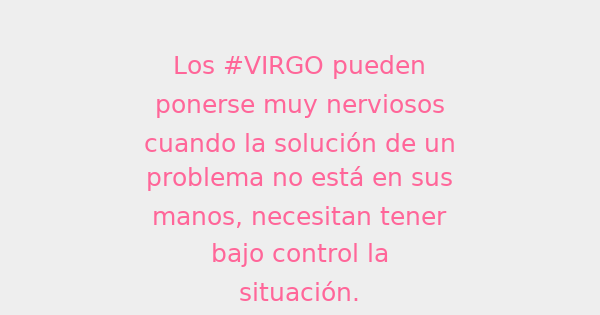 Los #VIRGO pueden
ponerse muy nerviosos
cuando la solución de un
problema no está en sus
manos, necesitan tener
bajo control la
situación.